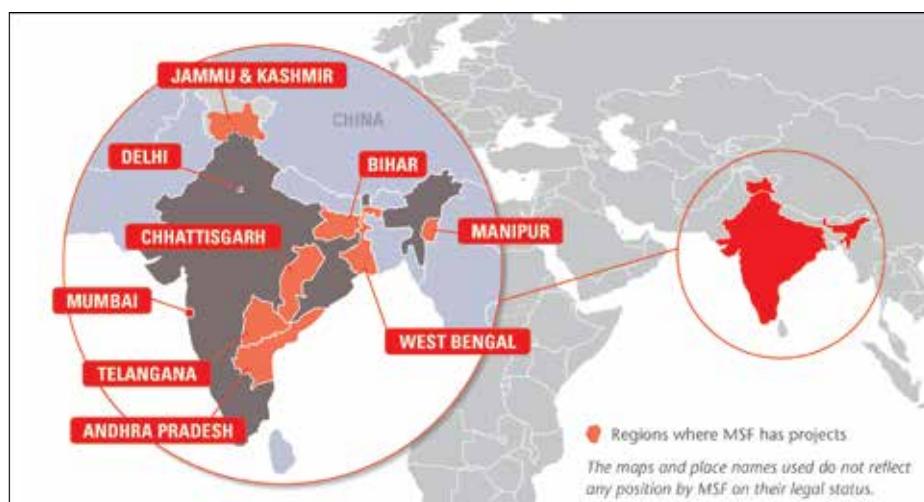 JAMMU & KASHMIR
CHINA
DELHI
BIHAR
CHHATTISGARH
MANIPUR
MUMBAI
WEST BENGAL
TELANGANA
ANDHRA PRADESH
Regions where MSF has projects
The maps and place names used do not reflect
any position by MSF on their legal status.